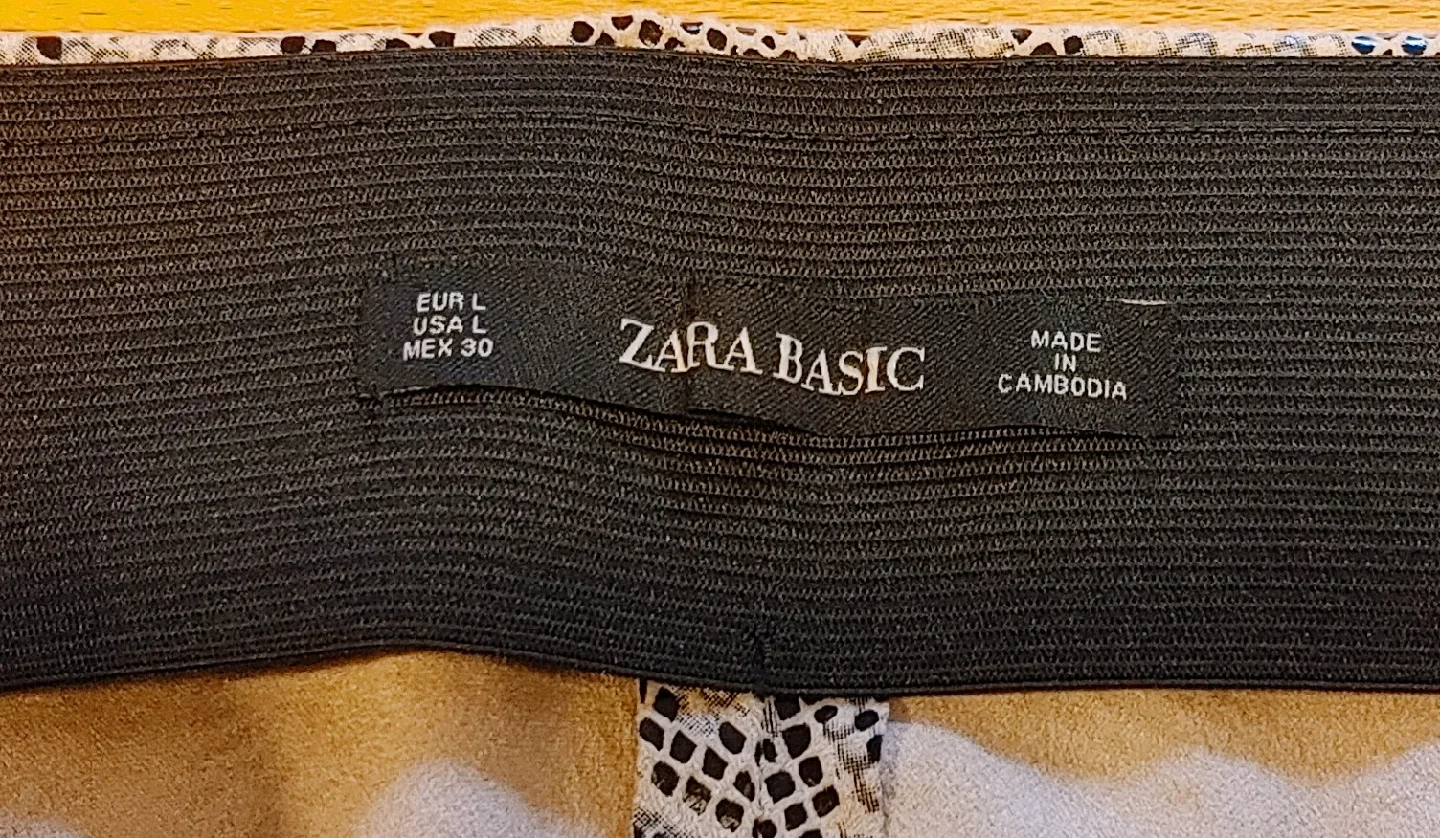 EUR L
USA L
MEX 30
ZARA BASIC
MADE
IN
CAMBODIA